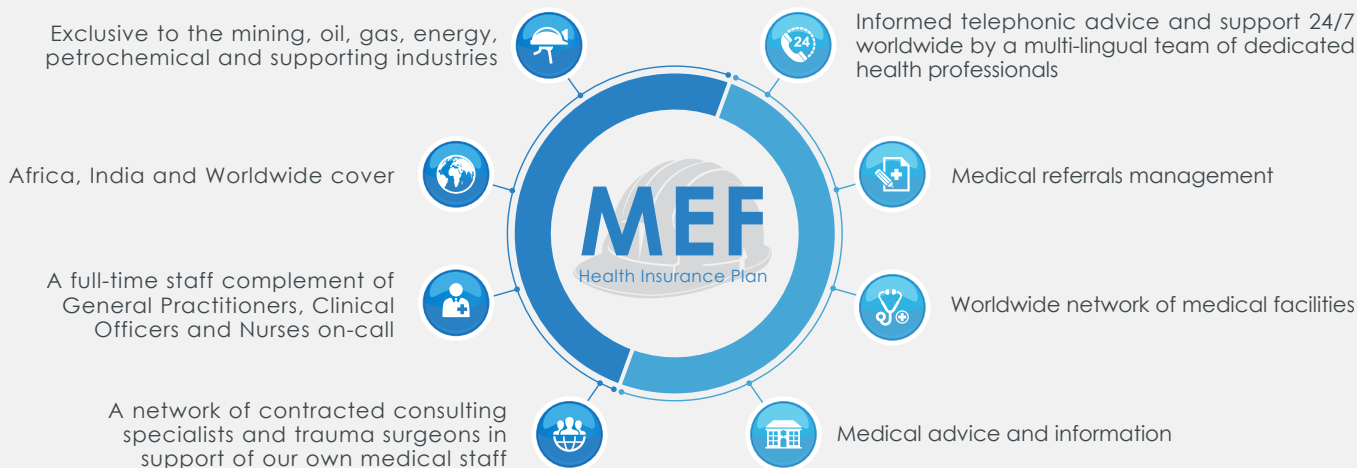 Exclusive to the mining, oil, gas, energy,
petrochemical and supporting industries
Africa, India and Worldwide cover
A full-time staff complement of
General Practitioners, Clinical
Officers and Nurses on-call
A network of contracted consulting
specialists and trauma surgeons in
support of our own medical staff
MEF
Health Insurance Plan
24
Informed telephonic advice and support 24/7
worldwide by a multi-lingual team of dedicated
health professionals
Medical referrals management
Worldwide network of medical facilities
Medical advice and information